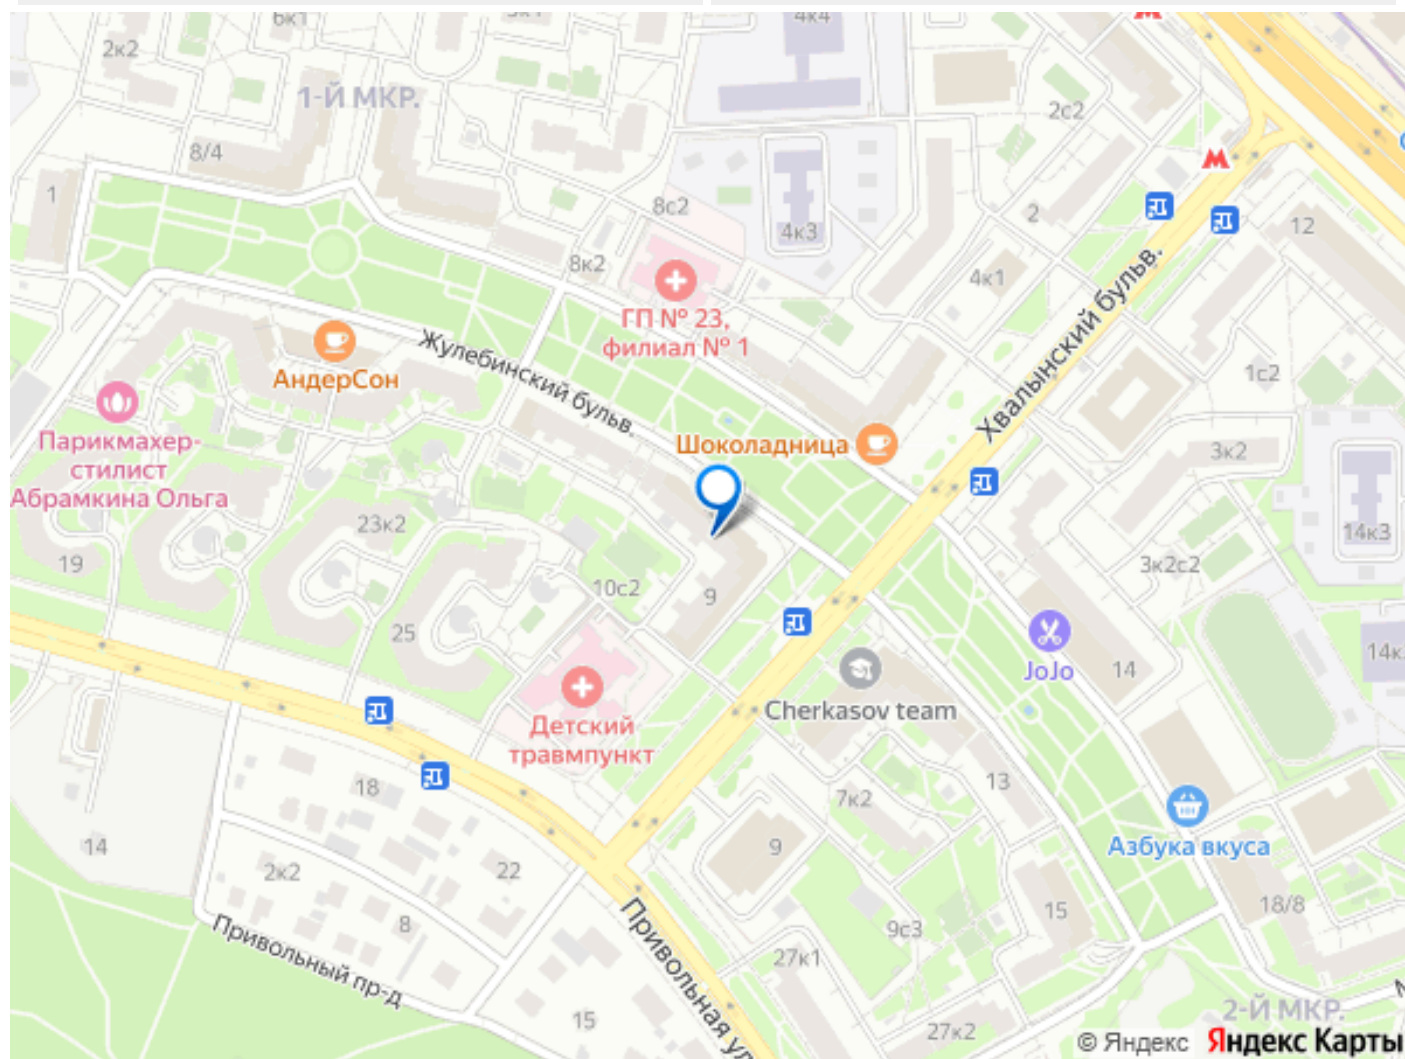 6к1
4к4
2к2
1-Й МКР.
2с2
8/4
1
8с2
2
4к3
12
8к2
4к1
ГП № 23,
филиал № 1
Жулебинский бульв.
Хвалынский бульв.
АндерСон
1с2
Шоколадница
Парикмахер-
стилист
Абрамкина Ольга
3к2
23к2
14к3
19
10с2
9
3к2с2
25
JoJo
14
14к
Cherkasov team
Детский
травмпункт
18
13
7к2
14
9
Азбука вкуса
2к2
22
8
15
18/8
9с3
Привольный пр-д
Привольная ул
27к1
15
27к2
2-Й МКР.
© Яндекс Яндекс Карты